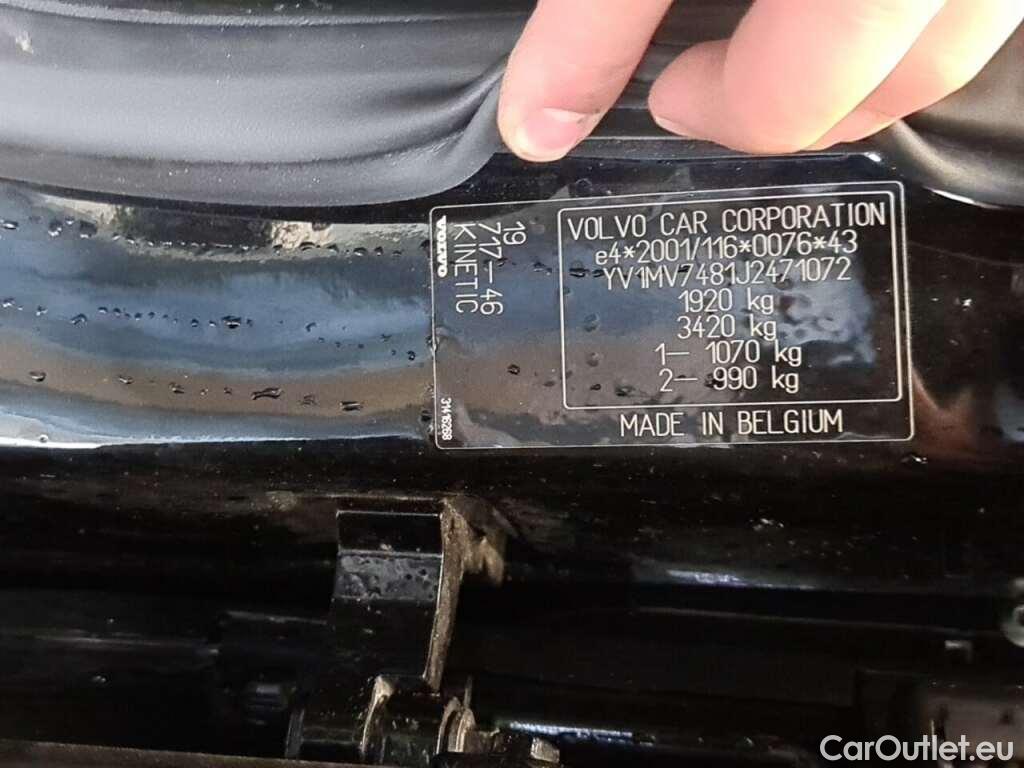 VOLVO
19
717-46
KINETIC
31416268
VOLVO CAR CORPORATION
e4*2001/116*0076*43
YV1MV7481J2471072
1920 kg
3420 kg
1- 1070 kg
2- 990 kg
MADE IN BELGIUM
CarOutlet.eu